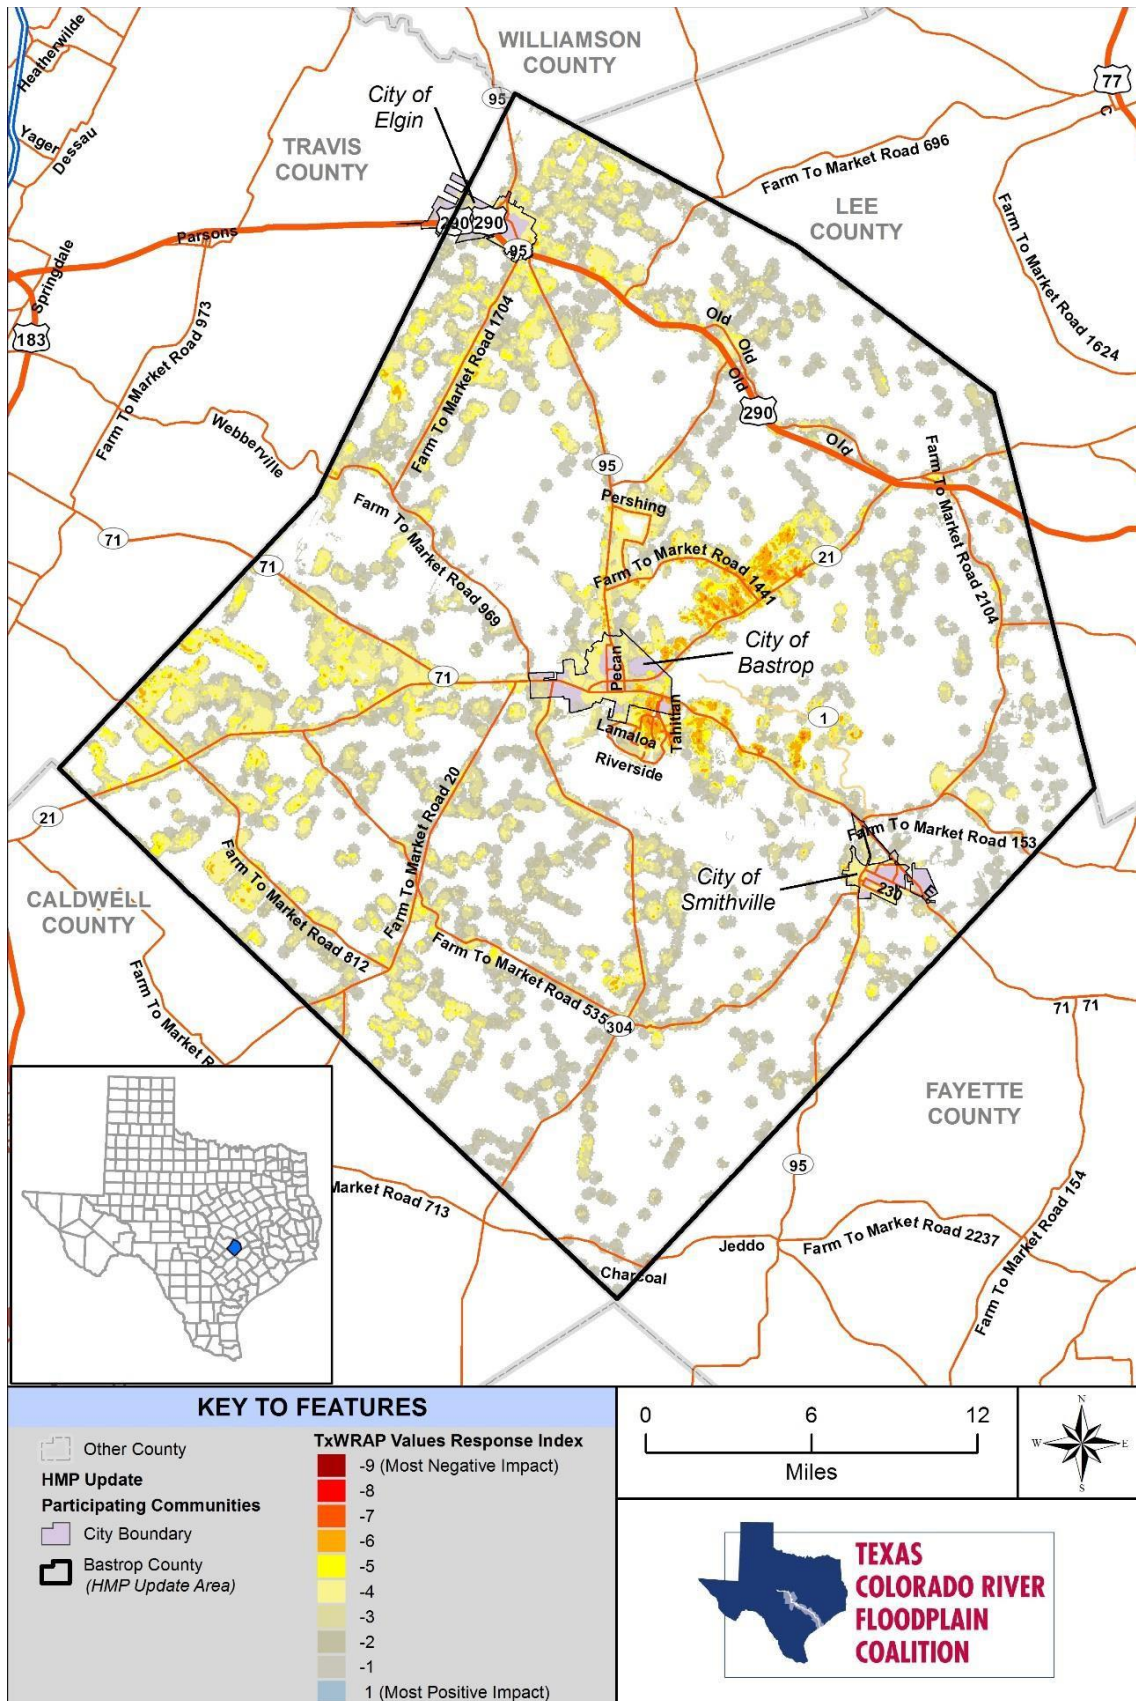 WILLIAMSON
COUNTY
Heatherwilde
77
City of
Elgin
95
C
Yager
Dessau
TRAVIS
COUNTY
Farm To Market Road 696
LEE
COUNTY
290
290
Parsons
95
Farm To Market Road 1624
Springdale
183
Farm To Market Road 973
Farm To Market Road 1704
Old
Old
Old
290
Webberville
Old
95
Farm To Market Road 2104
Pershing
Farm To Market Road 969
71
71
Farm To Market Road 1441
21
City of
Bastrop
Pecan
71
Tahitian
1
Lamaloa
Riverside
21
Farm To Market Road 20
Farm To Market Road 153
Farm To Market Road 812
City of
Smithville
230
CALDWELL
COUNTY
Farm To Market Road 535
Farm To Market R
304
71
71
FAYETTE
COUNTY
95
Market Road 713
Jeddo
Farm To Market Road 2237
Farm To Market Road 154
Charcoal
KEY TO FEATURES
Other County
HMP Update
Participating Communities
City Boundary
Bastrop County
(HMP Update Area)
TxWRAP Values Response Index
-9 (Most Negative Impact)
-8
-7
-6
-5
-4
-3
-2
-1
1 (Most Positive Impact)
0
6
12
Miles
N
W
E
S
TEXAS
COLORADO RIVER
FLOODPLAIN
COALITION